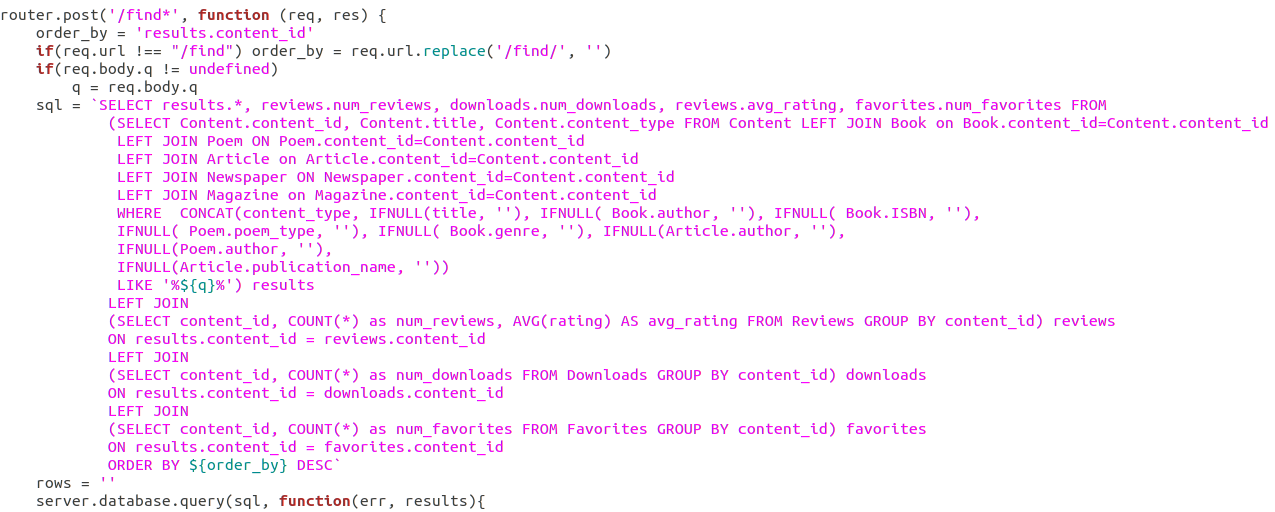 router.post('/find*', function (req, res) {
    order_by = 'results.content_id'
    if(req.url !== "/find") order_by = req.url.replace('/find/', '')
    if(req.body.q != undefined)
        q = req.body.q
    sql = `SELECT results.*, reviews.num_reviews, downloads.num_downloads, reviews.avg_rating, favorites.num_favorites FROM
            (SELECT Content.content_id, Content.title, Content.content_type FROM Content LEFT JOIN Book on Book.content_id=Content.content_id
             LEFT JOIN Poem ON Poem.content_id=Content.content_id
             LEFT JOIN Article on Article.content_id=Content.content_id
             LEFT JOIN Newspaper ON Newspaper.content_id=Content.content_id
             LEFT JOIN Magazine on Magazine.content_id=Content.content_id
             WHERE  CONCAT(content_type, IFNULL(title, ''), IFNULL( Book.author, ''), IFNULL( Book.ISBN, ''),
             IFNULL( Poem.poem_type, ''), IFNULL( Book.genre, ''), IFNULL(Article.author, ''),
             IFNULL(Poem.author, ''),
             IFNULL(Article.publication_name, ''))
             LIKE '%${q}%') results
            LEFT JOIN
            (SELECT content_id, COUNT(*) as num_reviews, AVG(rating) AS avg_rating FROM Reviews GROUP BY content_id) reviews
            ON results.content_id = reviews.content_id
            LEFT JOIN
            (SELECT content_id, COUNT(*) as num_downloads FROM Downloads GROUP BY content_id) downloads
            ON results.content_id = downloads.content_id
            LEFT JOIN
            (SELECT content_id, COUNT(*) as num_favorites FROM Favorites GROUP BY content_id) favorites
            ON results.content_id = favorites.content_id
            ORDER BY ${order_by} DESC`
    rows = ''
    server.database.query(sql, function(err, results){